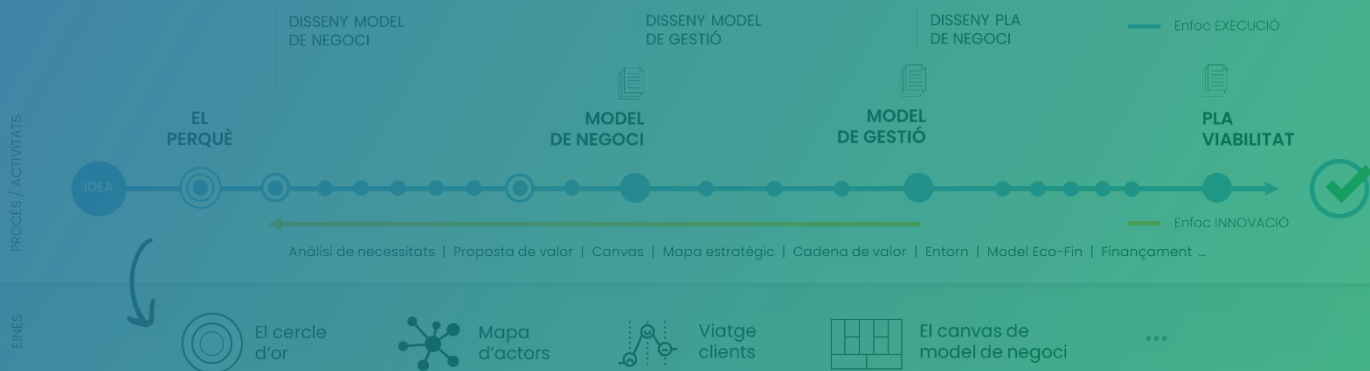 DISSENY MODEL
DE NEGOCI
DISSENY MODEL
DE GESTIÓ
DISSENY PLA
DE NEGOCI
Enfoc EXECUCIÓ
PROCÉS / ACTIVITATS
EL
PERQUÈ
MODEL
DE NEGOCI
MODEL
DE GESTIÓ
PLA
VIABILITAT
IDEA
Enfoc INNOVACIÓ
Anàlisi de necessitats | Proposta de valor | Canvas | Mapa estratègic | Cadena de valor | Entorn | Model Eco-Fin | Finançament ...
EINES
El cercle
d'or
Mapa
d'actors
Viatge
clients
El canvas de
model de negoci
...